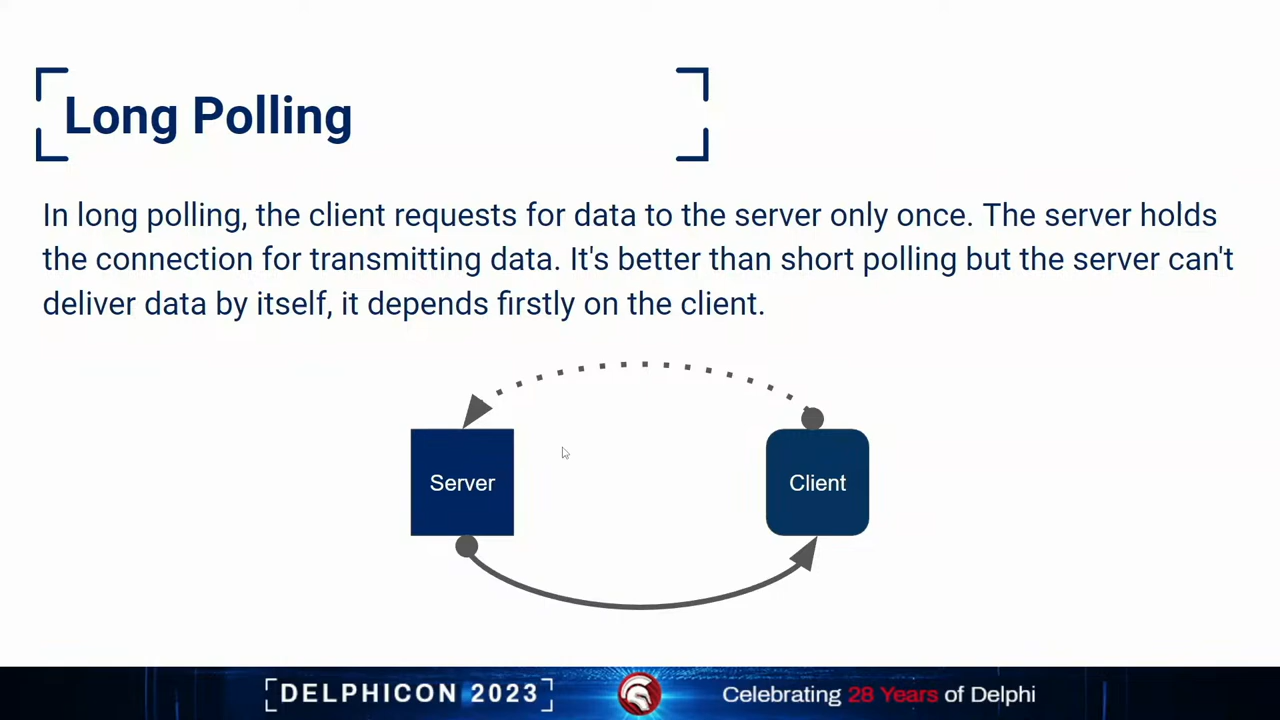 Long Polling
In long polling, the client requests for data to the server only once. The server holds
the connection for transmitting data. It's better than short polling but the server can't
deliver data by itself, it depends firstly on the client.
Server
Client
DELPHICON 2023
Celebrating 28 Years of Delphi